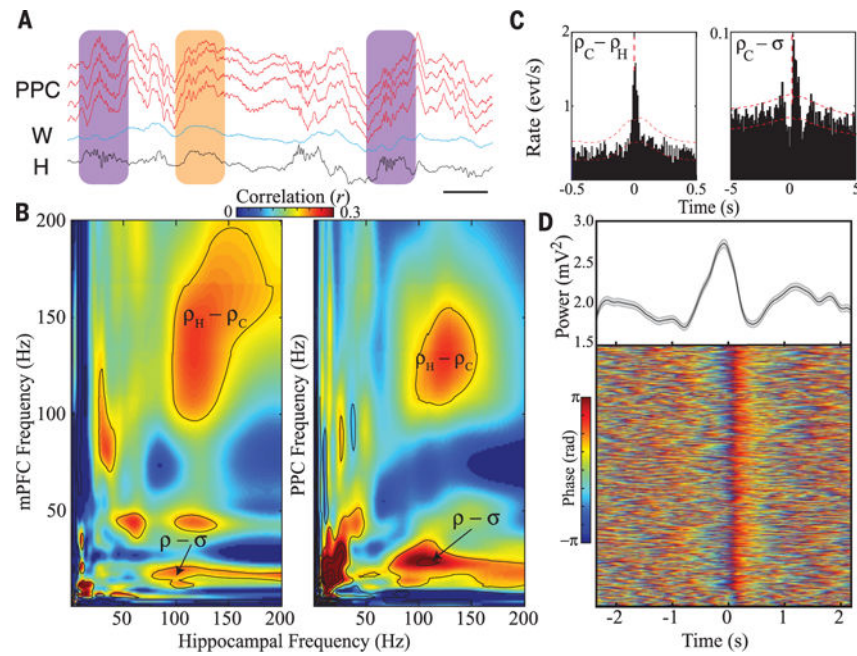 A
PPC
W
H
B
Correlation (r)
0
0.3
200
150
100
50
mPFC Frequency (Hz)
ρH – ρC
ρ – σ
50 100 150 200
PPC Frequency (Hz)
ρH – ρC
ρ – σ
50 100 150 200
Hippocampal Frequency (Hz)
C
2
1
Rate (evt/s)
ρC – ρH
-0.5 0 0.5
0.1
ρC – σ
-5 0 5
Time (s)
D
3.0
2.5
2.0
1.5
Power (mV²)
π
Phase (rad)
–π
-2 -1 0 1 2
Time (s)